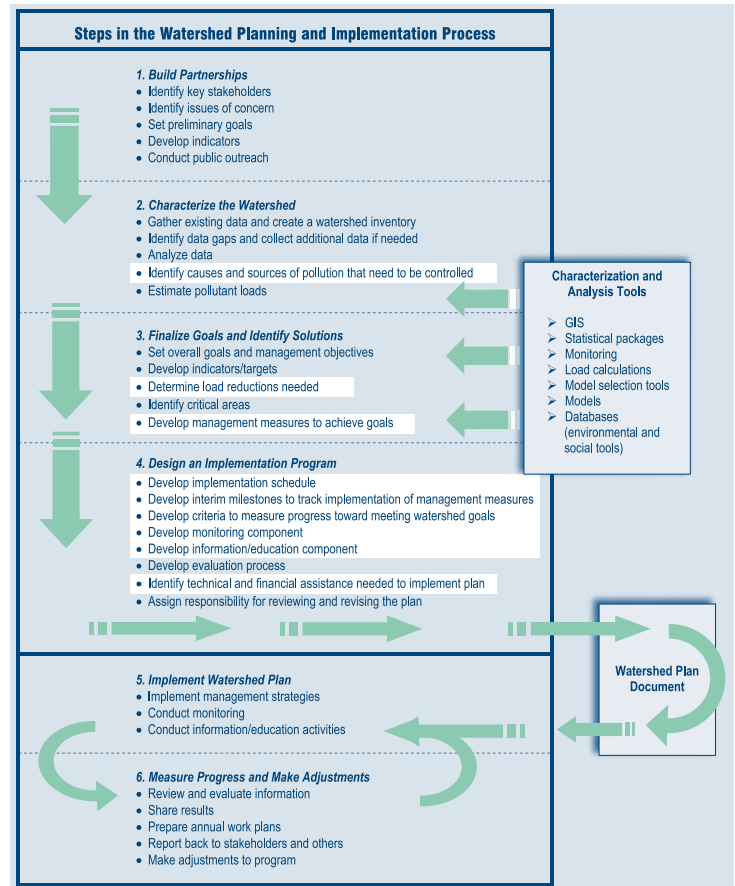 Steps in the Watershed Planning and Implementation Process
1. Build Partnerships
• Identify key stakeholders
• Identify issues of concern
• Set preliminary goals
• Develop indicators
• Conduct public outreach
2. Characterize the Watershed
• Gather existing data and create a watershed inventory
• Identify data gaps and collect additional data if needed
• Analyze data
• Identify causes and sources of pollution that need to be controlled
• Estimate pollutant loads
Characterization and
Analysis Tools
➢ GIS
➢ Statistical packages
➢ Monitoring
➢ Load calculations
➢ Model selection tools
➢ Models
➢ Databases
(environmental and
social tools)
3. Finalize Goals and Identify Solutions
• Set overall goals and management objectives
• Develop indicators/targets
• Determine load reductions needed
• Identify critical areas
• Develop management measures to achieve goals
4. Design an Implementation Program
• Develop implementation schedule
• Develop interim milestones to track implementation of management measures
• Develop criteria to measure progress toward meeting watershed goals
• Develop monitoring component
• Develop information/education component
• Develop evaluation process
• Identify technical and financial assistance needed to implement plan
• Assign responsibility for reviewing and revising the plan
Watershed Plan
Document
5. Implement Watershed Plan
• Implement management strategies
• Conduct monitoring
• Conduct information/education activities
6. Measure Progress and Make Adjustments
• Review and evaluate information
• Share results
• Prepare annual work plans
• Report back to stakeholders and others
• Make adjustments to program